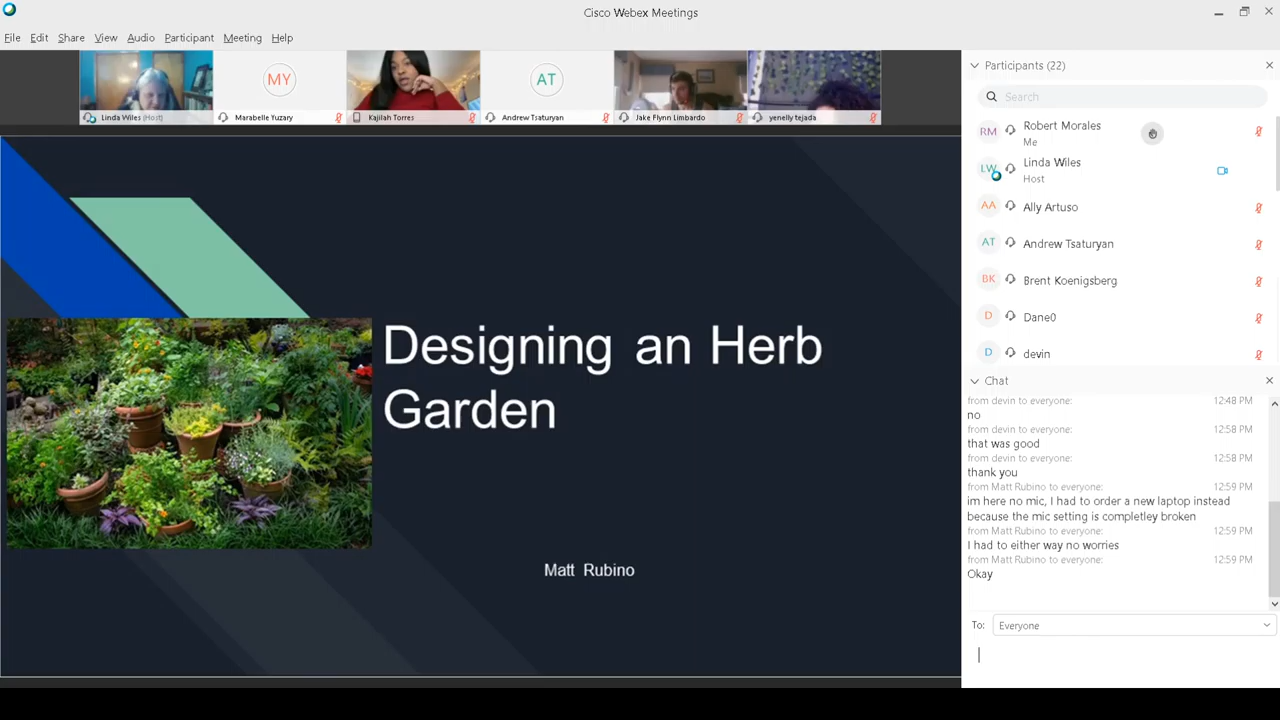 Cisco Webex Meetings
File Edit Share View Audio Participant Meeting Help
Linda Wiles (Host)
MY
Marabelle Yuzary
Kajilah Torres
AT
Andrew Tsaturyan
Jake Flynn Limbardo
yenelly tejada
Designing an Herb
Garden
Matt Rubino
Participants (22)
Search
RM Robert Morales
Me
LW Linda Wiles
Host
AA Ally Artuso
AT Andrew Tsaturyan
BK Brent Koenigsberg
D Dane0
D devin
Chat
from devin to everyone: 12:48 PM
no
from devin to everyone: 12:58 PM
that was good
from devin to everyone: 12:58 PM
thank you
from Matt Rubino to everyone: 12:59 PM
im here no mic, I had to order a new laptop instead
because the mic setting is completley broken
from Matt Rubino to everyone: 12:59 PM
I had to either way no worries
from Matt Rubino to everyone: 12:59 PM
Okay
To: Everyone